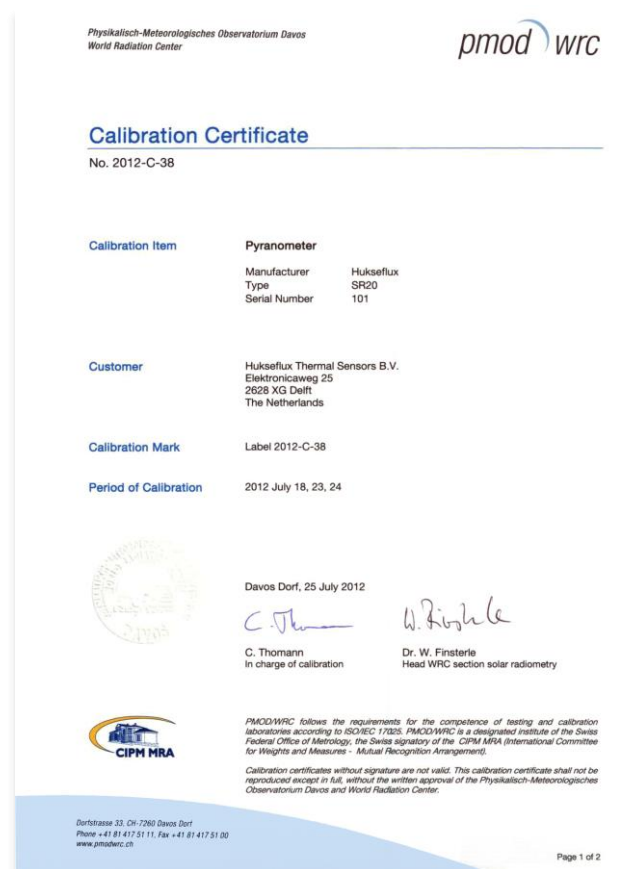 Physikalisch-Meteorologisches Observatorium Davos
World Radiation Center
pmod wrc
Calibration Certificate
No. 2012-C-38
Calibration Item Pyranometer
Manufacturer Hukseflux
Type SR20
Serial Number 101
Customer Hukseflux Thermal Sensors B.V.
Elektronicaweg 25
2628 XG Delft
The Netherlands
Calibration Mark Label 2012-C-38
Period of Calibration 2012 July 18, 23, 24
DAVOS
Davos Dorf, 25 July 2012
C. Thomann
In charge of calibration
Dr. W. Finsterle
Head WRC section solar radiometry
CIPM MRA
PMOD/WRC follows the requirements for the competence of testing and calibration
laboratories according to ISO/IEC 17025. PMOD/WRC is a designated institute of the Swiss
Federal Office of Metrology, the Swiss signatory of the CIPM MRA (International Committee
for Weights and Measures - Mutual Recognition Arrangement).
Calibration certificates without signature are not valid. This calibration certificate shall not be
reproduced except in full, without the written approval of the Physikalisch-Meteorologisches
Observatorium Davos and World Radiation Center.
Dorfstrasse 33, CH-7260 Davos Dorf
Phone +41 81 417 51 11, Fax +41 81 417 51 00
www.pmodwrc.ch
Page 1 of 2